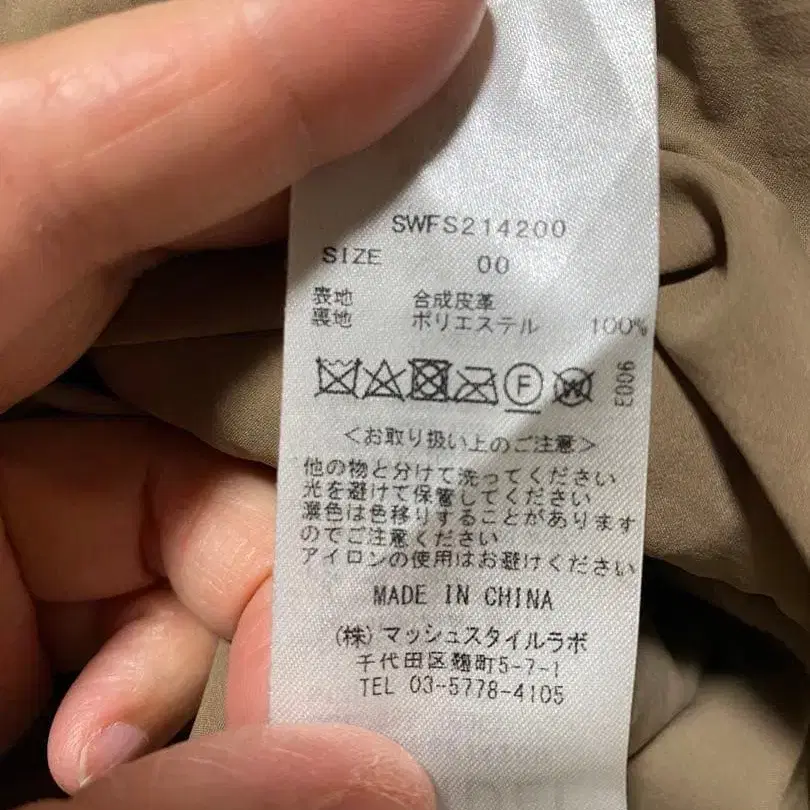 SWFS214200
SIZE 00
表地 合成皮革
裏地 ポリエステル 100%
F W
E006
<お取り扱い上のご注意>
他の物と分けて洗ってください
光を避けて保管してください
濃色は色移りすることがあります
のでご注意ください
アイロンの使用はお避けください
MADE IN CHINA
(株)マッシュスタイルラボ
千代田区麹町5-7-1
TEL 03-5778-4105